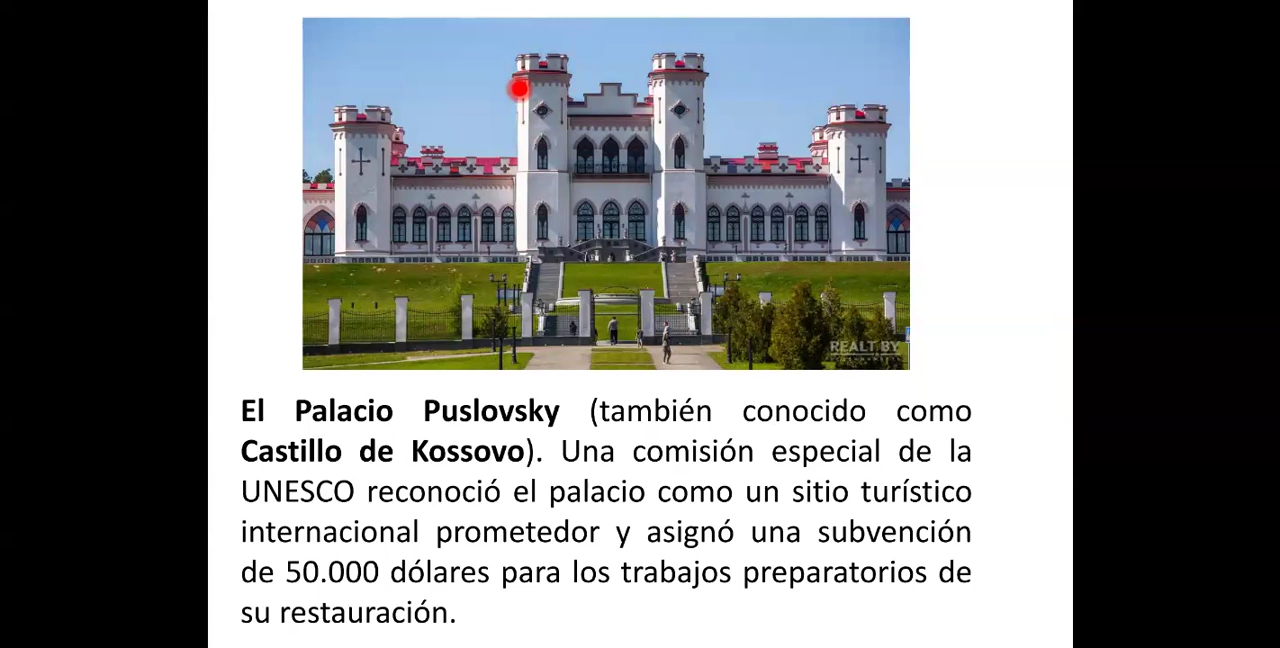 REALT BY
El Palacio Puslovsky (también conocido como
Castillo de Kossovo). Una comisión especial de la
UNESCO reconoció el palacio como un sitio turístico
internacional prometedor y asignó una subvención
de 50.000 dólares para los trabajos preparatorios de
su restauración.